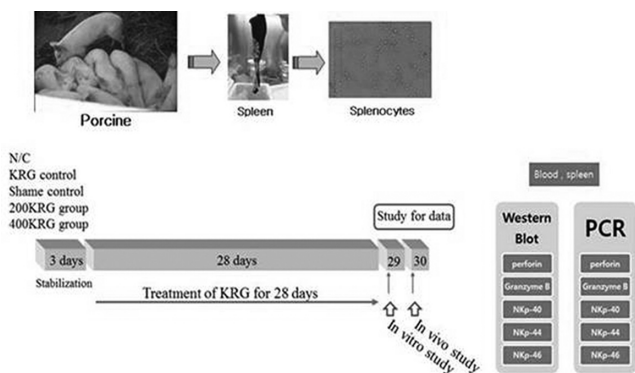 Porcine
Spleen
Splenocytes
N/C
KRG control
Shame control
200KRG group
400KRG group
3 days
28 days
29
30
Study for data
Stabilization
Treatment of KRG for 28 days
In vitro study
In vivo study
Blood , spleen
Western
Blot
perforin
Granzyme B
NKp-40
NKp-44
NKp-46
PCR
perforin
Granzyme B
NKp-40
NKp-44
NKp-46